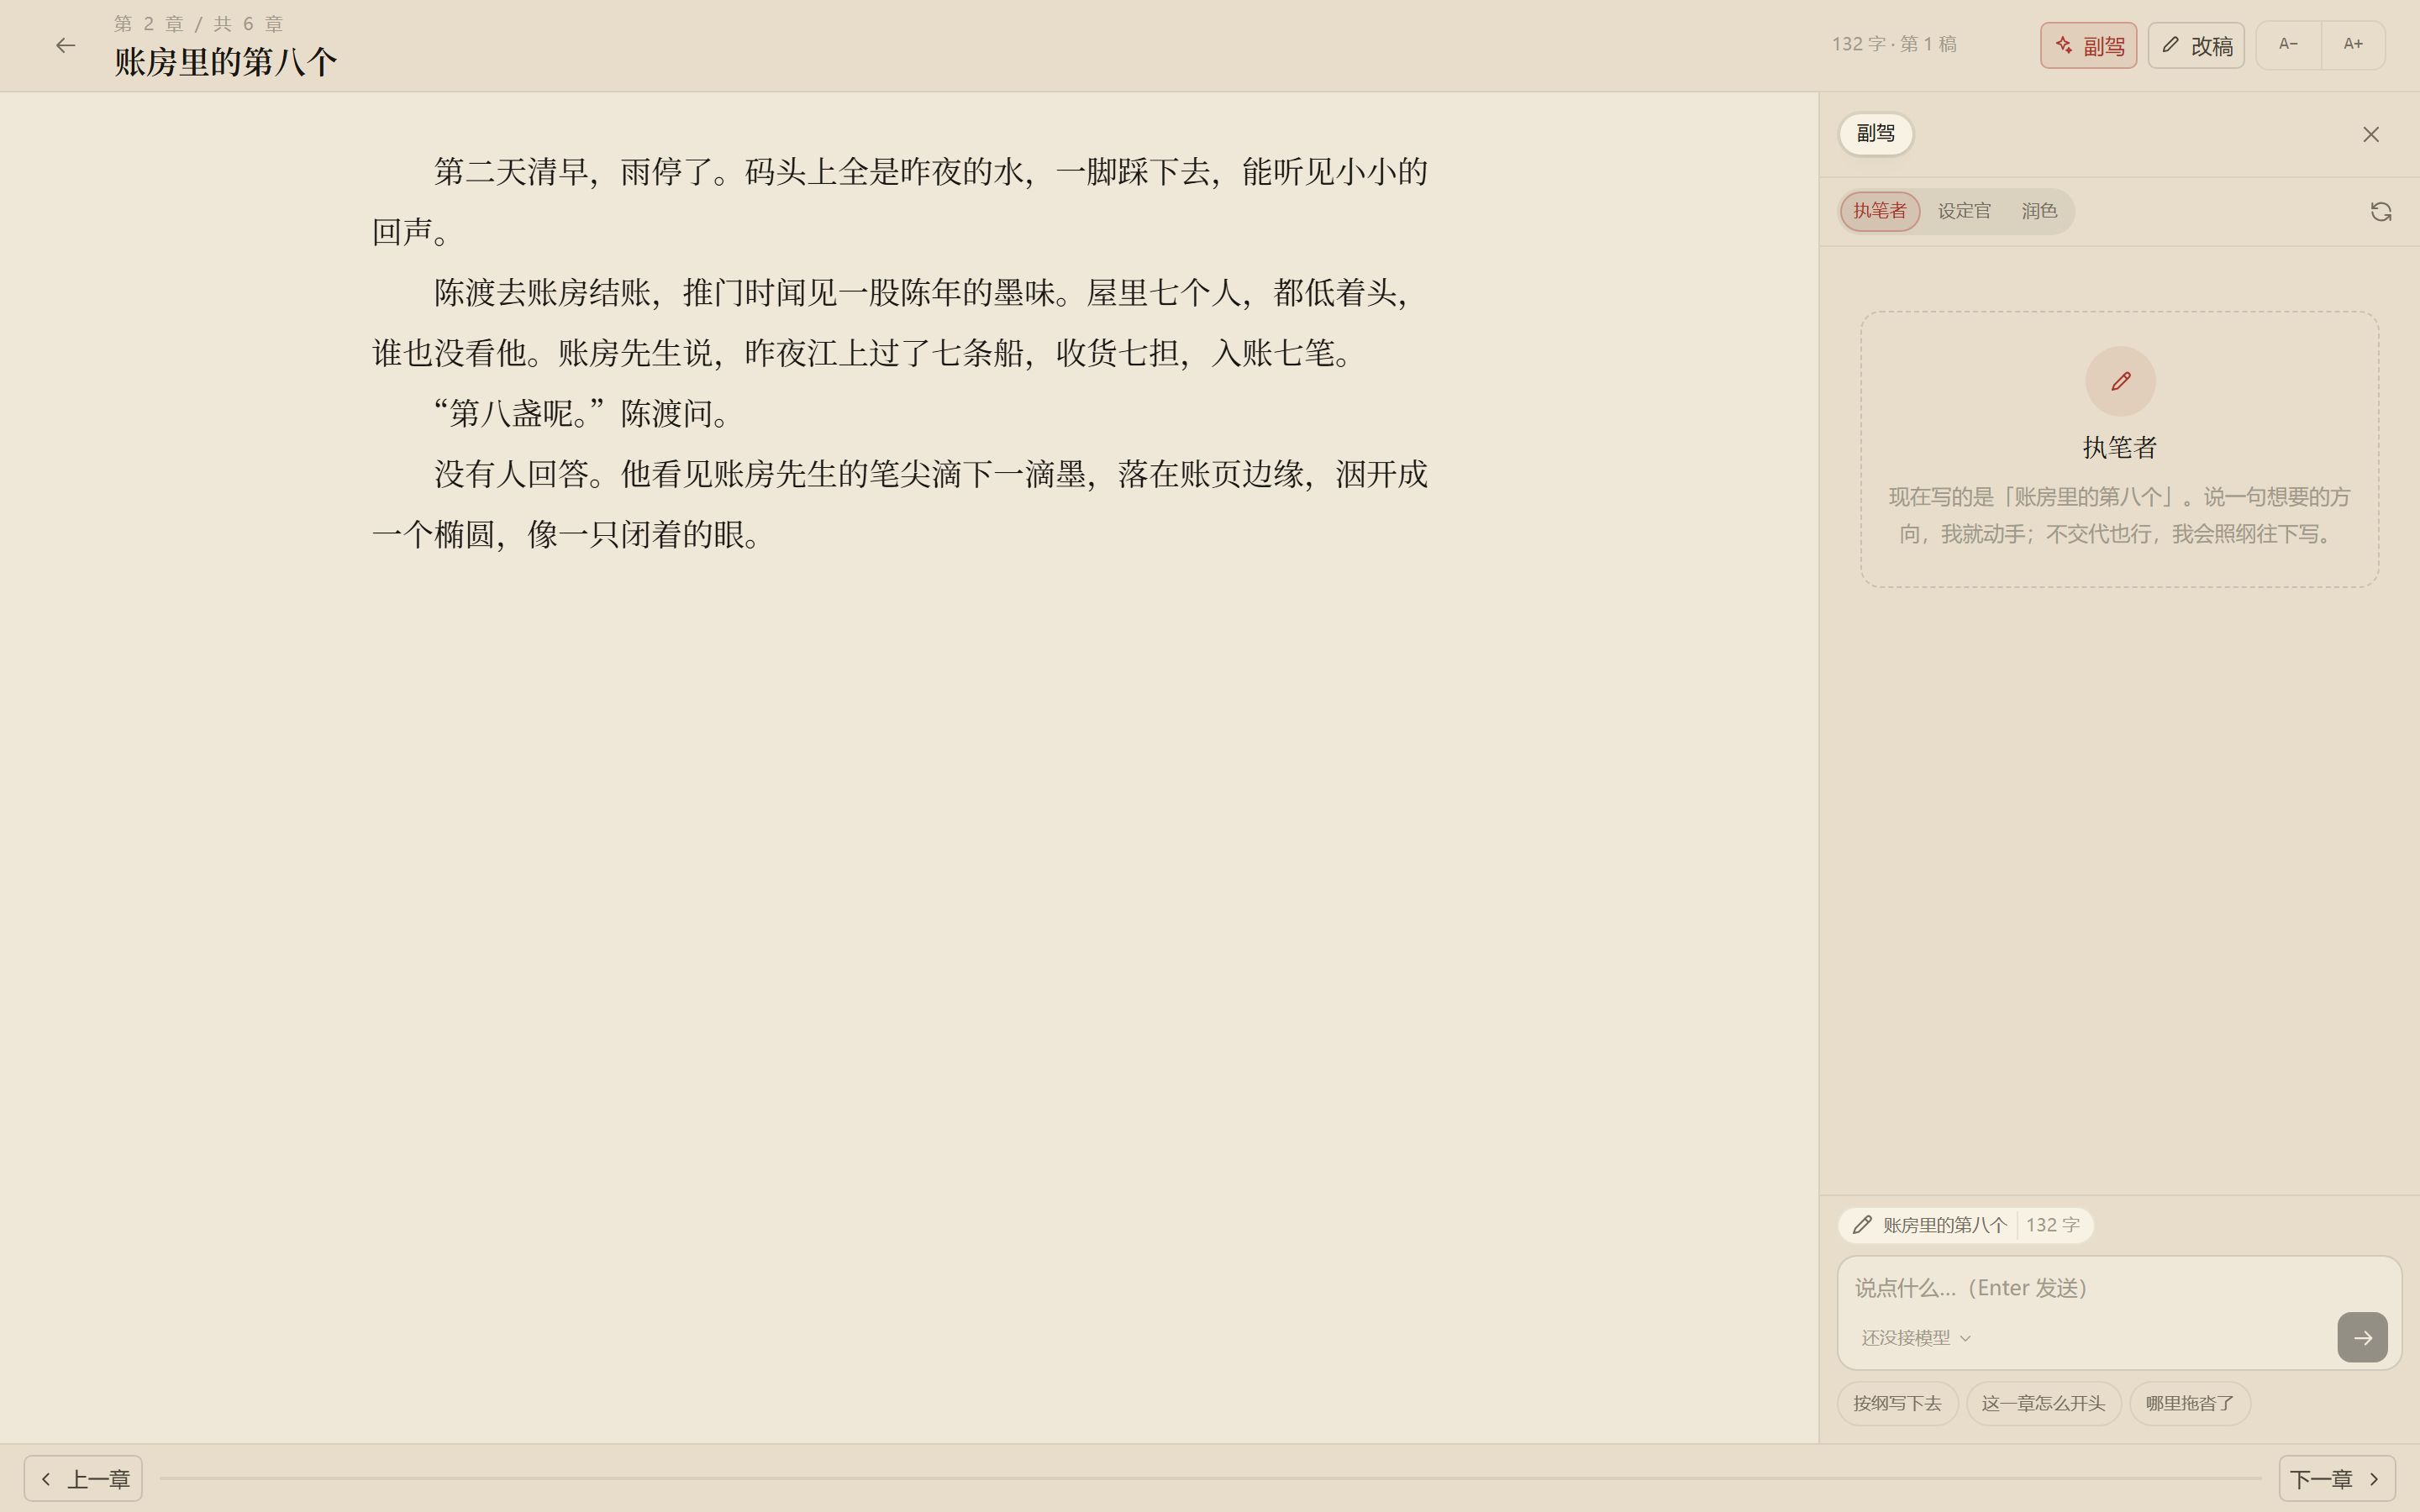 第 2 章 / 共 6 章
账房里的第八个
132 字 · 第 1 稿
副驾
改稿
A−
A+
第二天清早，雨停了。码头上全是昨夜的水，一脚踩下去，能听见小小的
回声。
陈渡去账房结账，推门时闻见一股陈年的墨味。屋里七个人，都低着头，
谁也没看他。账房先生说，昨夜江上过了七条船，收货七担，入账七笔。
“第八盏呢。”陈渡问。
没有人回答。他看见账房先生的笔尖滴下一滴墨，落在账页边缘，洇开成
一个椭圆，像一只闭着的眼。
副驾
执笔者
设定官
润色
执笔者
现在写的是「账房里的第八个」。说一句想要的方
向，我就动手；不交代也行，我会照纲往下写。
账房里的第八个
132 字
说点什么…（Enter 发送）
还没接模型
按纲写下去
这一章怎么开头
哪里拖沓了
上一章
下一章